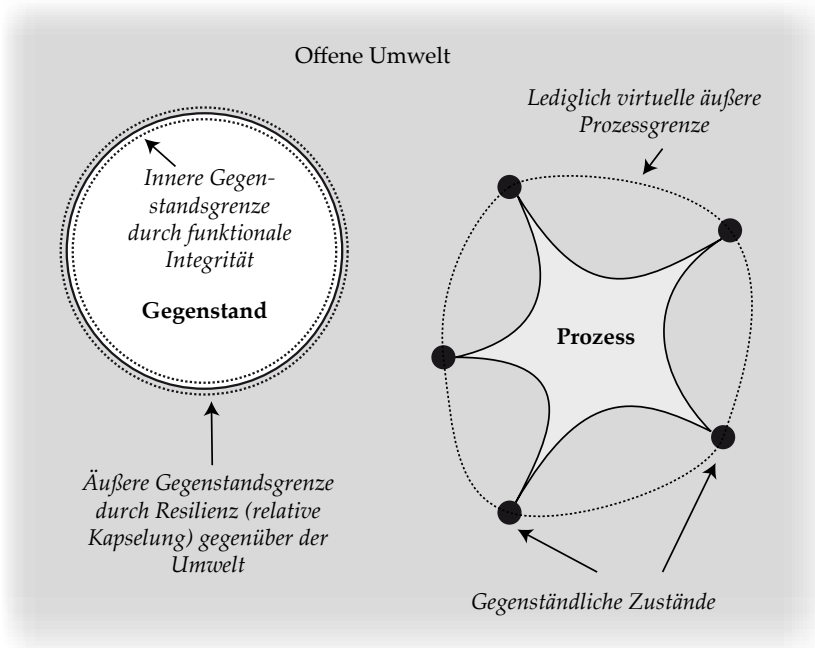 Offene Umwelt
Lediglich virtuelle äußere
Prozessgrenze
Innere Gegen-
standsgrenze
durch funktionale
Integrität
Gegenstand
Prozess
Äußere Gegenstandsgrenze
durch Resilienz (relative
Kapselung) gegenüber der
Umwelt
Gegenständliche Zustände